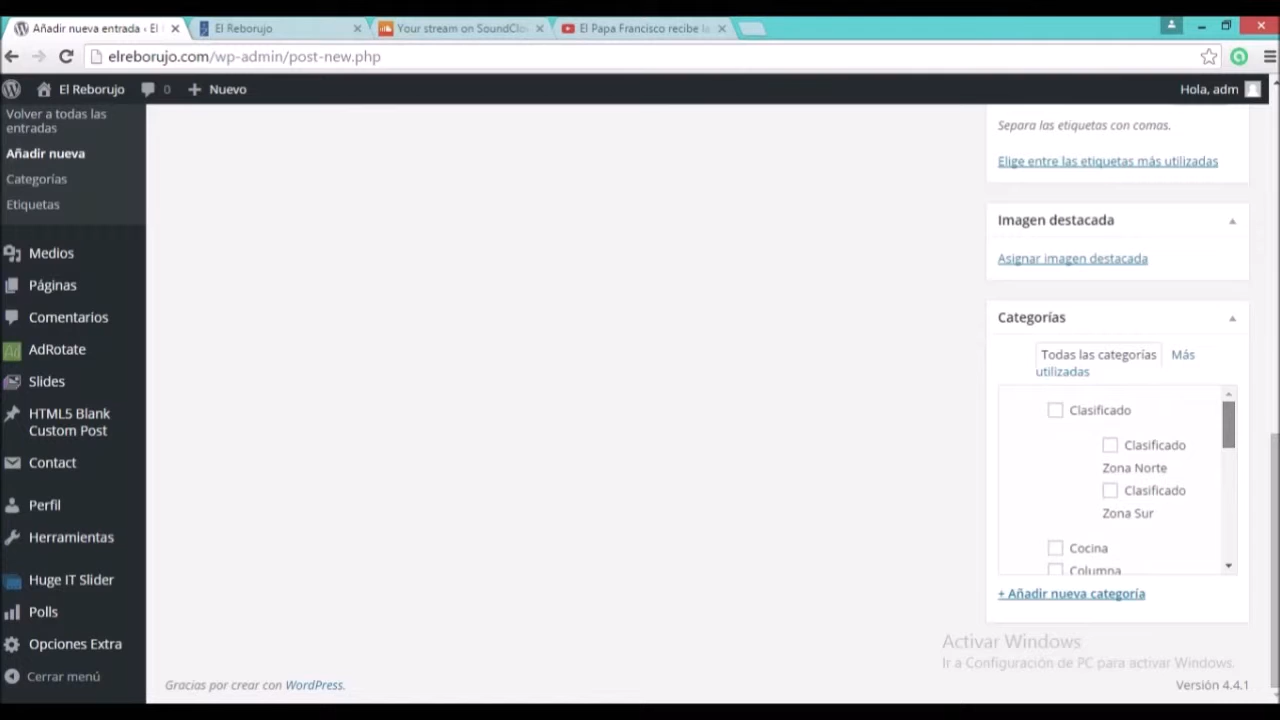 Añadir nueva entrada ‹ El
El Reborujo
Your stream on SoundClo
El Papa Francisco recibe la
elreborujo.com/wp-admin/post-new.php
El Reborujo
0
Nuevo
Hola, adm
Volver a todas las
entradas
Añadir nueva
Categorías
Etiquetas
Medios
Páginas
Comentarios
AdRotate
Slides
HTML5 Blank
Custom Post
Contact
Perfil
Herramientas
Huge IT Slider
Polls
Opciones Extra
Cerrar menú
Separa las etiquetas con comas.
Elige entre las etiquetas más utilizadas
Imagen destacada
Asignar imagen destacada
Categorías
Todas las categorías
Más
utilizadas
Clasificado
Clasificado
Zona Norte
Clasificado
Zona Sur
Cocina
Columna
+ Añadir nueva categoría
Activar Windows
Ir a Configuración de PC para activar Windows.
Gracias por crear con WordPress.
Versión 4.4.1